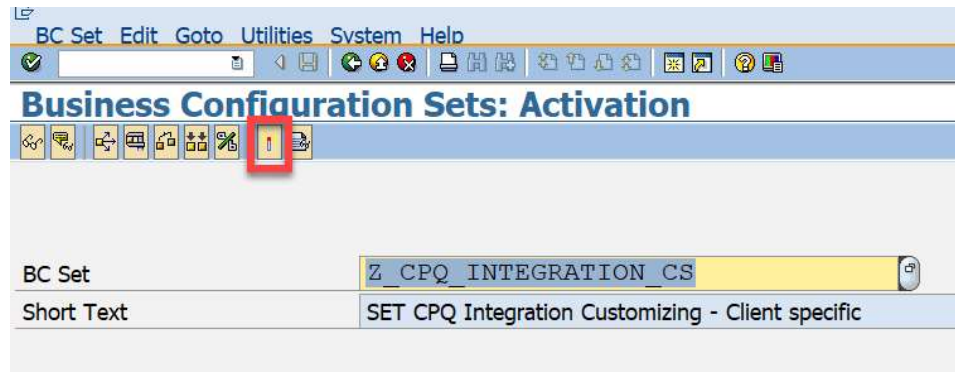 BC Set Edit Goto Utilities System Help
Business Configuration Sets: Activation
BC Set Z_CPQ_INTEGRATION_CS
Short Text SET CPQ Integration Customizing - Client specific